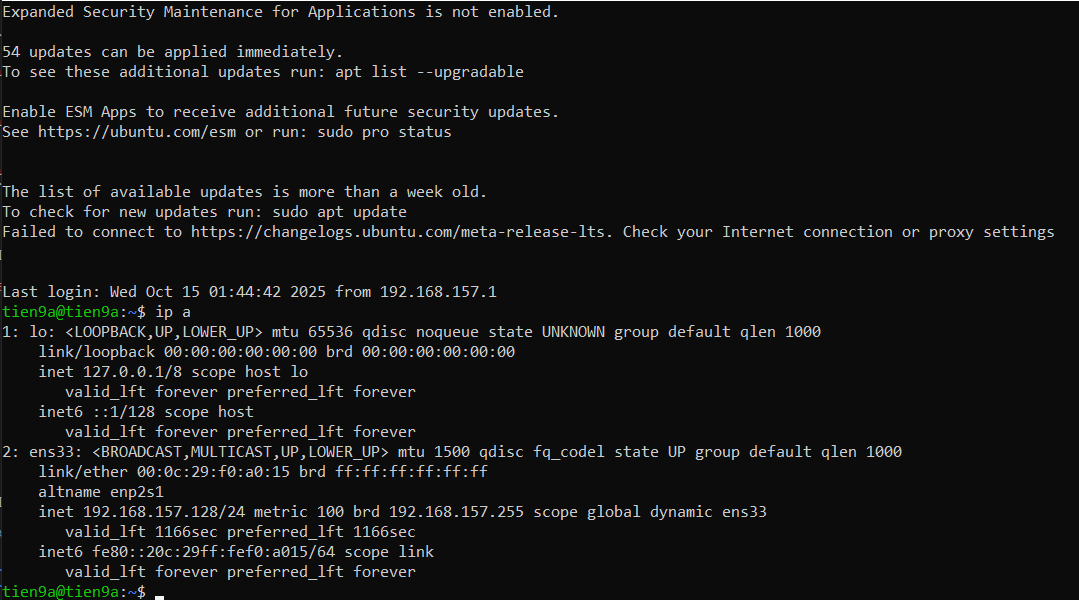 Expanded Security Maintenance for Applications is not enabled.
54 updates can be applied immediately.
To see these additional updates run: apt list --upgradable
Enable ESM Apps to receive additional future security updates.
See https://ubuntu.com/esm or run: sudo pro status
The list of available updates is more than a week old.
To check for new updates run: sudo apt update
Failed to connect to https://changelogs.ubuntu.com/meta-release-lts. Check your Internet connection or proxy settings
Last login: Wed Oct 15 01:44:42 2025 from 192.168.157.1
tien9a@tien9a:~$ ip a
1: lo: <LOOPBACK,UP,LOWER_UP> mtu 65536 qdisc noqueue state UNKNOWN group default qlen 1000
    link/loopback 00:00:00:00:00:00 brd 00:00:00:00:00:00
    inet 127.0.0.1/8 scope host lo
       valid_lft forever preferred_lft forever
    inet6 ::1/128 scope host
       valid_lft forever preferred_lft forever
2: ens33: <BROADCAST,MULTICAST,UP,LOWER_UP> mtu 1500 qdisc fq_codel state UP group default qlen 1000
    link/ether 00:0c:29:f0:a0:15 brd ff:ff:ff:ff:ff:ff
    altname enp2s1
    inet 192.168.157.128/24 metric 100 brd 192.168.157.255 scope global dynamic ens33
       valid_lft 1166sec preferred_lft 1166sec
    inet6 fe80::20c:29ff:fef0:a015/64 scope link
       valid_lft forever preferred_lft forever
tien9a@tien9a:~$